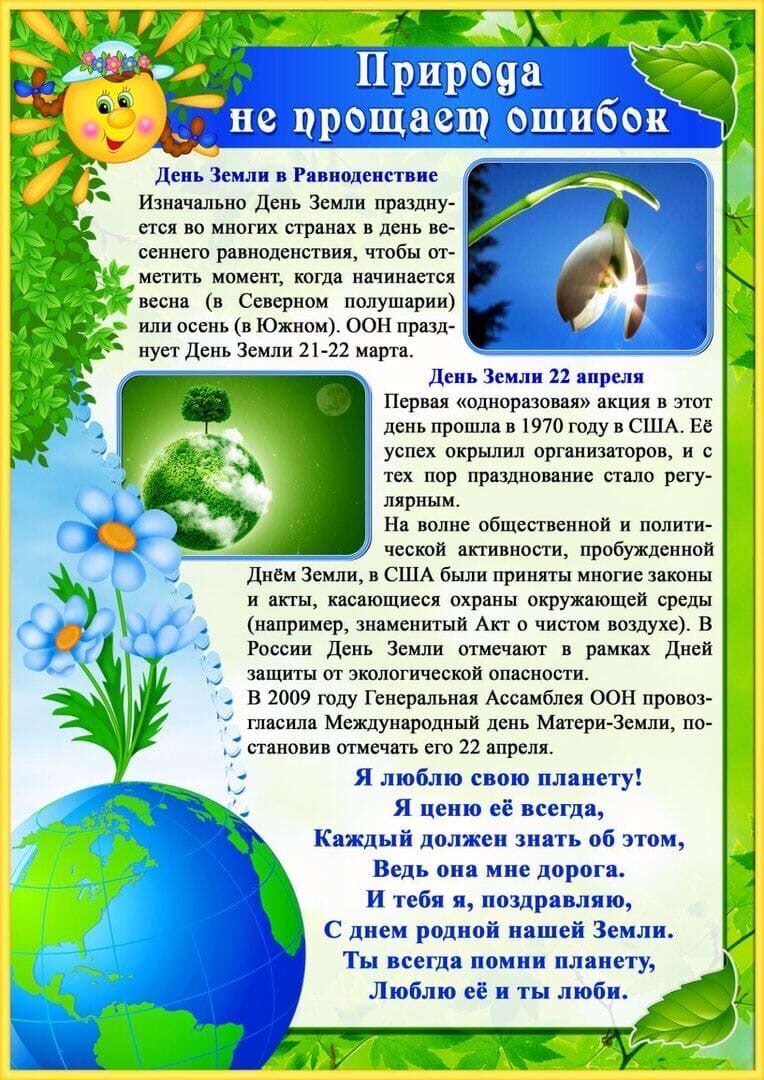 Природа
не прощает ошибок
День Земли в Равноденствие
Изначально День Земли праздну-
ется во многих странах в день ве-
сеннего равноденствия, чтобы от-
метить момент, когда начинается
весна (в Северном полушарии)
или осень (в Южном). ООН празд-
нует День Земли 21-22 марта.
День Земли 22 апреля
Первая «одноразовая» акция в этот
день прошла в 1970 году в США. Её
успех окрылил организаторов, и с
тех пор празднование стало регу-
лярным.
На волне общественной и полити-
ческой активности, пробужденной
Днём Земли, в США были приняты многие законы
и акты, касающиеся охраны окружающей среды
(например, знаменитый Акт о чистом воздухе). В
России День Земли отмечают в рамках Дней
защиты от экологической опасности.
В 2009 году Генеральная Ассамблея ООН провоз-
гласила Международный день Матери-Земли, по-
становив отмечать его 22 апреля.
Я люблю свою планету!
Я ценю её всегда,
Каждый должен знать об этом,
Ведь она мне дорога.
И тебя я, поздравляю,
С днем родной нашей Земли.
Ты всегда помни планету,
Люблю её и ты люби.